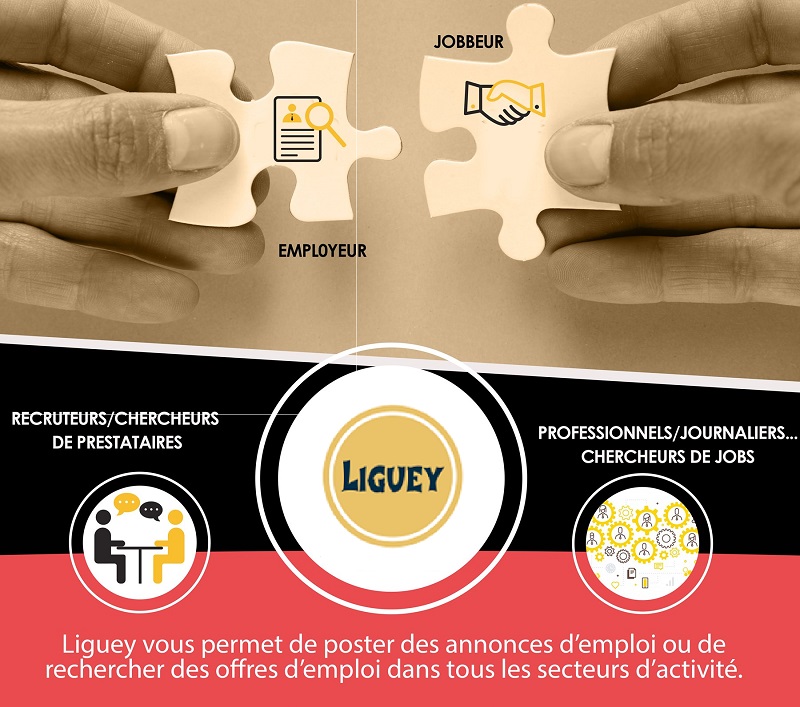 JOBBEUR
EMPLOYEUR
RECRUTEURS/CHERCHEURS
DE PRESTATAIRES
LIGUEY
PROFESSIONNELS/JOURNALIERS...
CHERCHEURS DE JOBS
Liguey vous permet de poster des annonces d’emploi ou de
rechercher des offres d’emploi dans tous les secteurs d’activité.